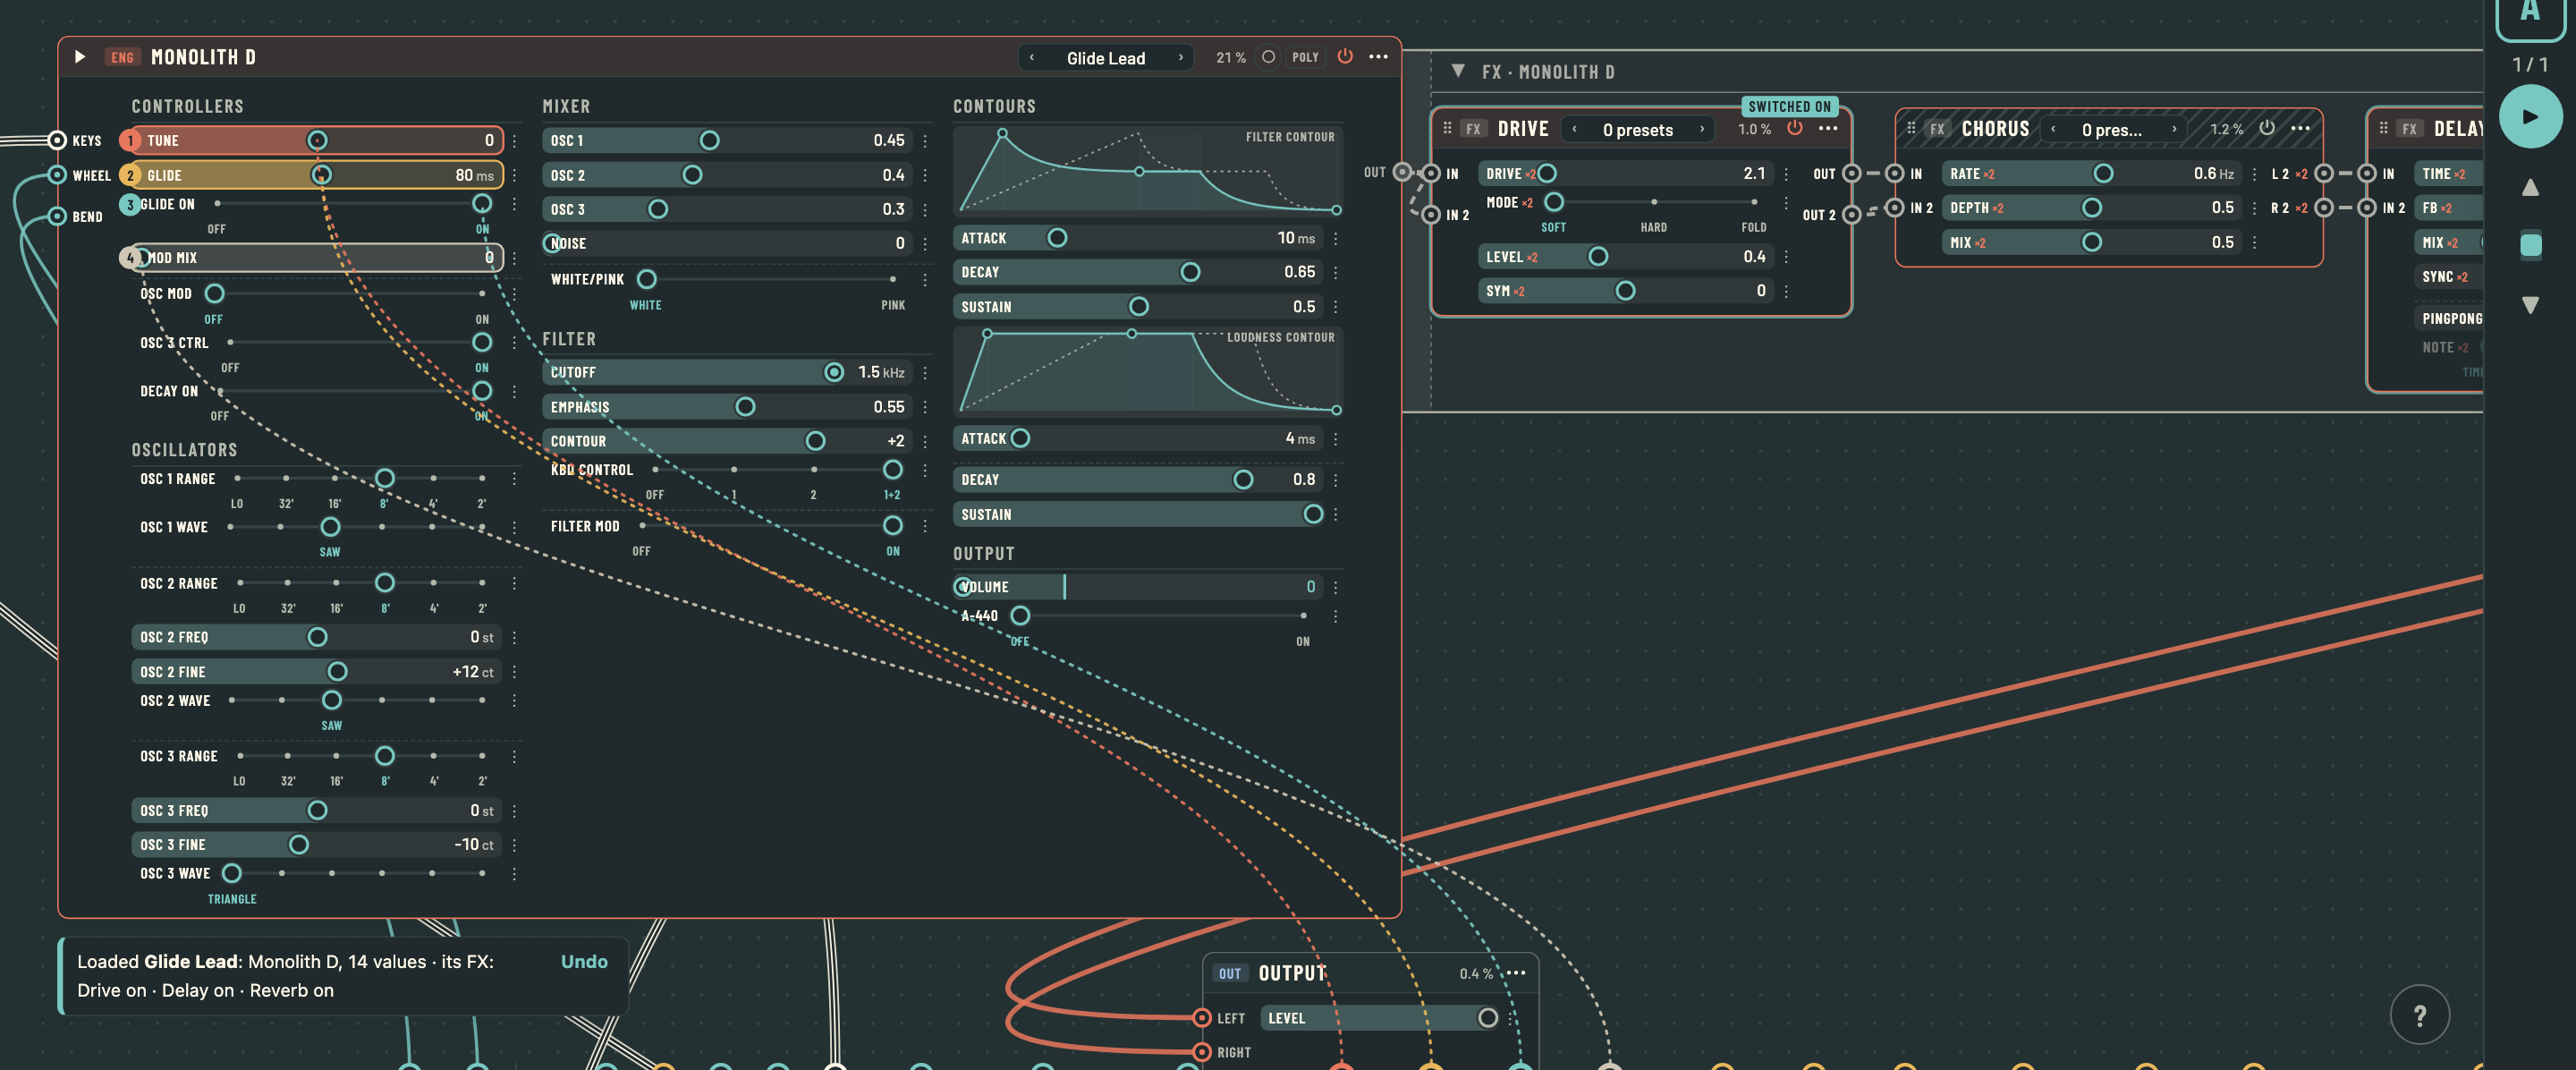 A
1 / 1
ENG MONOLITH D
‹ Glide Lead ›
21 % POLY
CONTROLLERS
KEYS
WHEEL
BEND
1 TUNE 0
2 GLIDE 80 ms
3 GLIDE ON
OFF ON
4 MOD MIX 0
OSC MOD
OFF ON
OSC 3 CTRL
OFF ON
DECAY ON
OFF ON
OSCILLATORS
OSC 1 RANGE
LO 32' 16' 8' 4' 2'
OSC 1 WAVE
SAW
OSC 2 RANGE
LO 32' 16' 8' 4' 2'
OSC 2 FREQ 0 st
OSC 2 FINE +12 ct
OSC 2 WAVE
SAW
OSC 3 RANGE
LO 32' 16' 8' 4' 2'
OSC 3 FREQ 0 st
OSC 3 FINE -10 ct
OSC 3 WAVE
TRIANGLE
MIXER
OSC 1 0.45
OSC 2 0.4
OSC 3 0.3
NOISE 0
WHITE/PINK
WHITE PINK
FILTER
CUTOFF 1.5 kHz
EMPHASIS 0.55
CONTOUR +2
KBD CONTROL
OFF 1 2 1+2
FILTER MOD
OFF ON
CONTOURS
FILTER CONTOUR
ATTACK 10 ms
DECAY 0.65
SUSTAIN 0.5
LOUDNESS CONTOUR
ATTACK 4 ms
DECAY 0.8
SUSTAIN
OUTPUT
VOLUME 0
A-440
OFF ON
OUT
FX · MONOLITH D
SWITCHED ON
FX DRIVE ‹ 0 presets › 1.0 %
IN
IN 2
DRIVE ×2 2.1
MODE ×2
SOFT HARD FOLD
LEVEL ×2 0.4
SYM ×2 0
OUT
OUT 2
FX CHORUS ‹ 0 pres... › 1.2 %
IN
IN 2
RATE ×2 0.6 Hz
DEPTH ×2 0.5
MIX ×2 0.5
L 2 ×2
R 2 ×2
FX DELAY
IN
IN 2
TIME ×2
FB ×2
MIX ×2
SYNC ×2
PINGPONG
NOTE ×2
Loaded Glide Lead: Monolith D, 14 values · its FX:
Drive on · Delay on · Reverb on
Undo
OUT OUTPUT 0.4 %
LEFT LEVEL
RIGHT
?